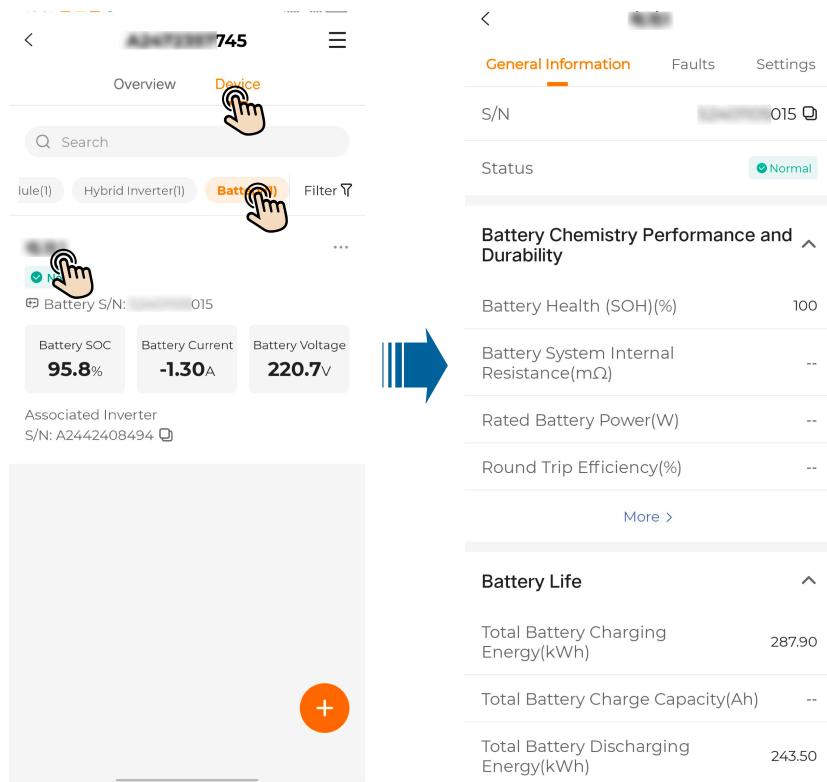 745
Overview
Device
Search
dule(1)
Hybrid Inverter(1)
Filter
...
Battery S/N:
015
Battery SOC
95.8%
Battery Current
-1.30A
Battery Voltage
220.7V
Associated Inverter
S/N: A2442408494
+
General Information
Faults
Settings
S/N
015
Status
Normal
Battery Chemistry Performance and
Durability
Battery Health (SOH)(%)
100
Battery System Internal
Resistance(mΩ)
--
Rated Battery Power(W)
--
Round Trip Efficiency(%)
--
More >
Battery Life
Total Battery Charging
Energy(kWh)
287.90
Total Battery Charge Capacity(Ah)
--
Total Battery Discharging
Energy(kWh)
243.50